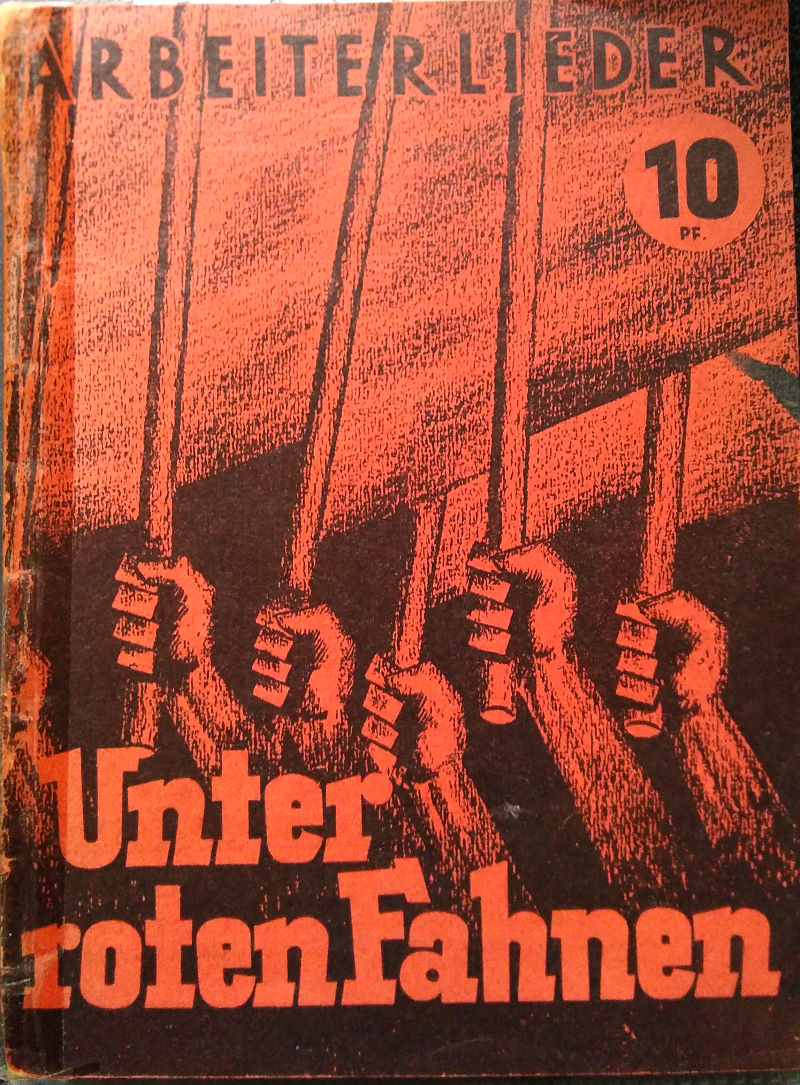 ARBEITERLIEDER
10
PF.
Unter
roten Fahnen